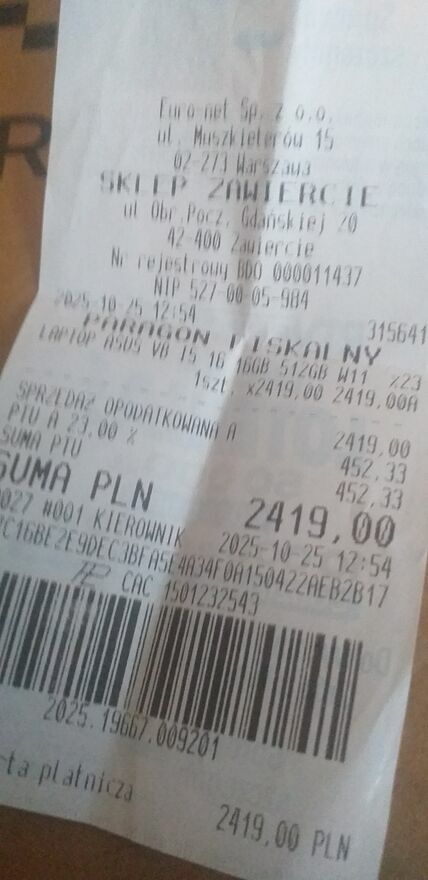 Euro-net Sp. z o.o.
ul. Muszkieterów 15
02-273 Warszawa
SKLEP ZAWIERCIE
ul Obr.Pocz. Gdańskiej 20
42-400 Zawiercie
Nr rejestrowy BDO 000011437
NIP 527-00-05-984
2025-10-25 12:54 315641
PARAGON FISKALNY
LAPTOP ASUS V8 I5 16 16GB 512GB W11 %23
1szt. x2419,00 2419,00A
SPRZEDAŻ OPODATKOWANA A 2419,00
PTU A 23,00 % 452,33
SUMA PTU 452,33
SUMA PLN 2419,00
0027 #001 KIEROWNIK 2025-10-25 12:54
CAC 1501232543
2025.19667.009201
płatnicza 2419,00 PLN